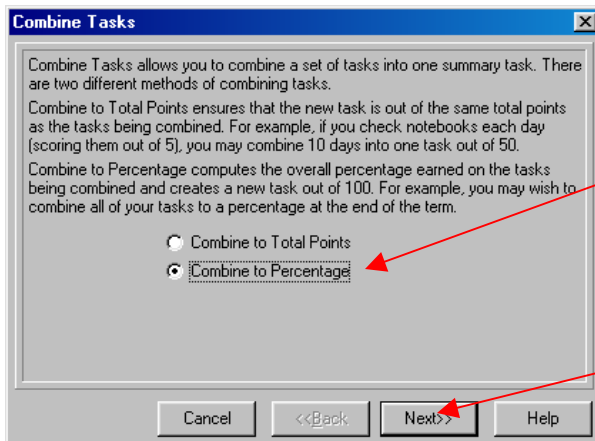 Combine Tasks
Combine Tasks allows you to combine a set of tasks into one summary task. There
are two different methods of combining tasks.
Combine to Total Points ensures that the new task is out of the same total points
as the tasks being combined. For example, if you check notebooks each day
(scoring them out of 5), you may combine 10 days into one task out of 50.
Combine to Percentage computes the overall percentage earned on the tasks
being combined and creates a new task out of 100. For example, you may wish to
combine all of your tasks to a percentage at the end of the term.
Combine to Total Points
Combine to Percentage
Cancel
<<Back
Next>>
Help